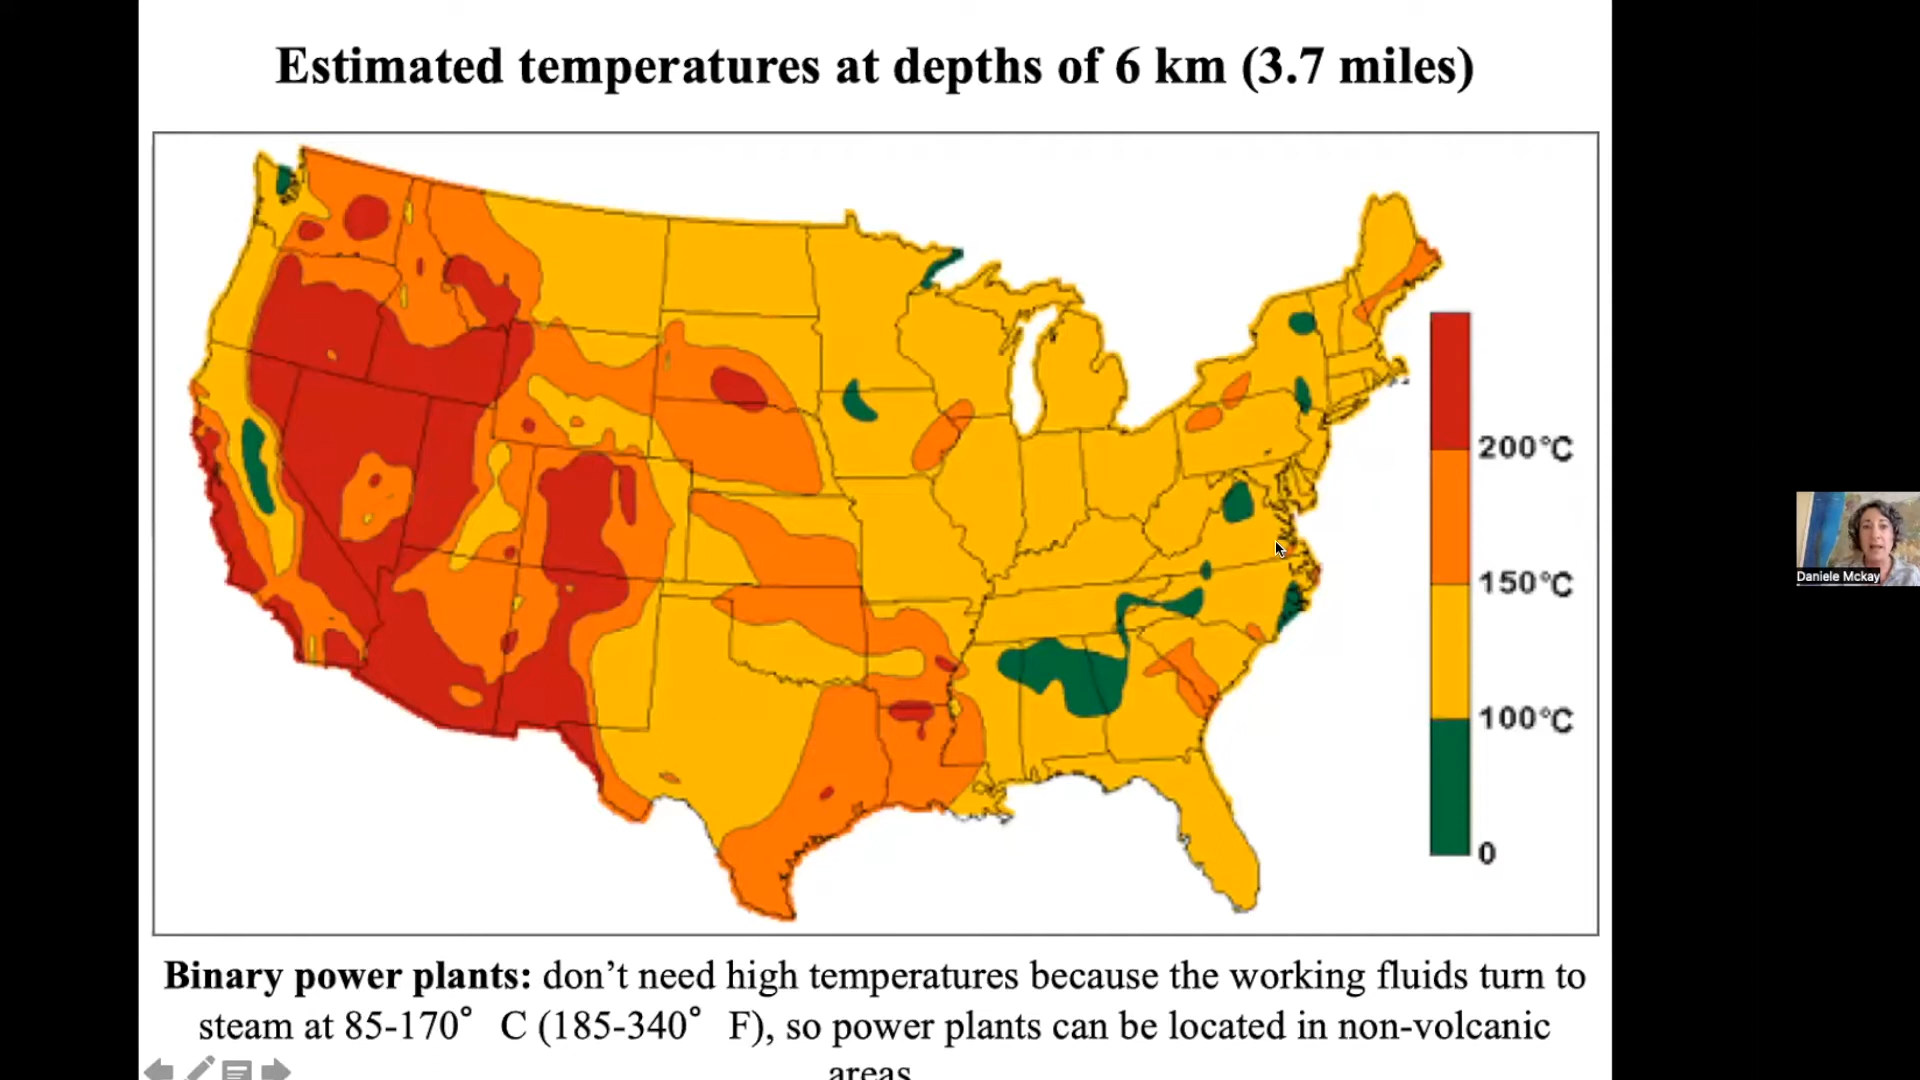 Estimated temperatures at depths of 6 km (3.7 miles)
200°C
150°C
100°C
0
Daniele Mckay
Binary power plants: don’t need high temperatures because the working fluids turn to
steam at 85-170° C (185-340° F), so power plants can be located in non-volcanic
areas